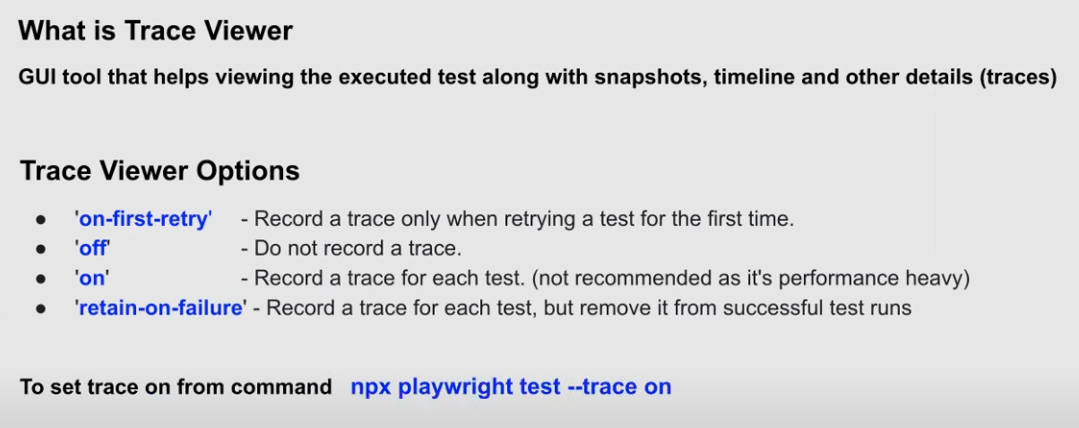 What is Trace Viewer
GUI tool that helps viewing the executed test along with snapshots, timeline and other details (traces)
Trace Viewer Options
● 'on-first-retry' - Record a trace only when retrying a test for the first time.
● 'off' - Do not record a trace.
● 'on' - Record a trace for each test. (not recommended as it's performance heavy)
● 'retain-on-failure' - Record a trace for each test, but remove it from successful test runs
To set trace on from command npx playwright test --trace on